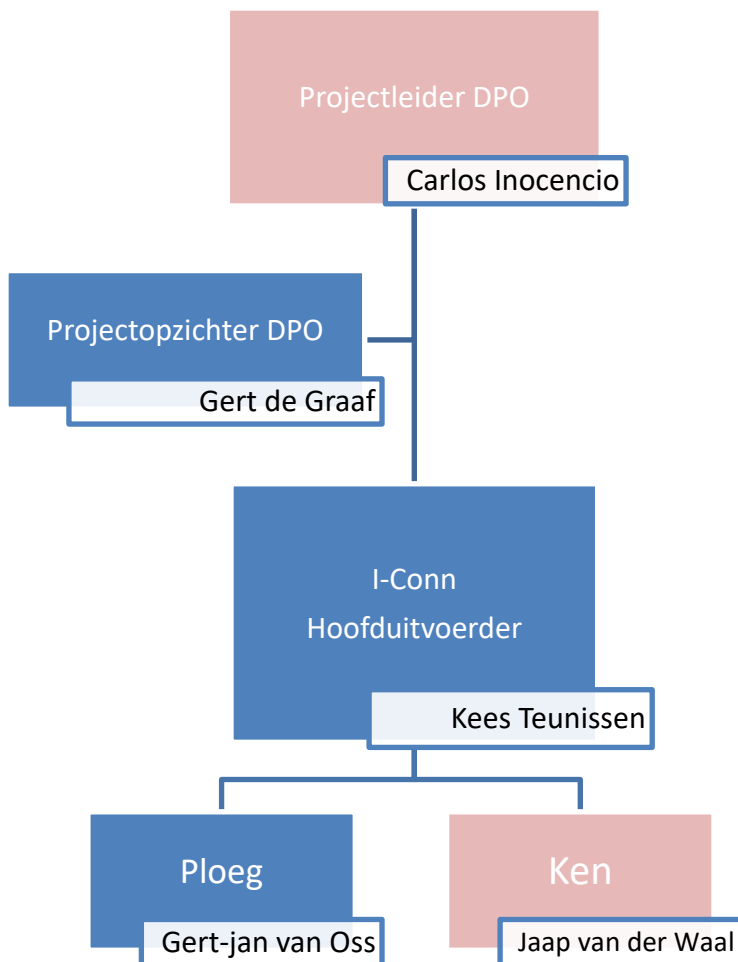 Projectleider DPO
Carlos Inocencio
Projectopzichter DPO
Gert de Graaf
I-Conn
Hoofduitvoerder
Kees Teunissen
Ploeg
Gert-jan van Oss
Ken
Jaap van der Waal